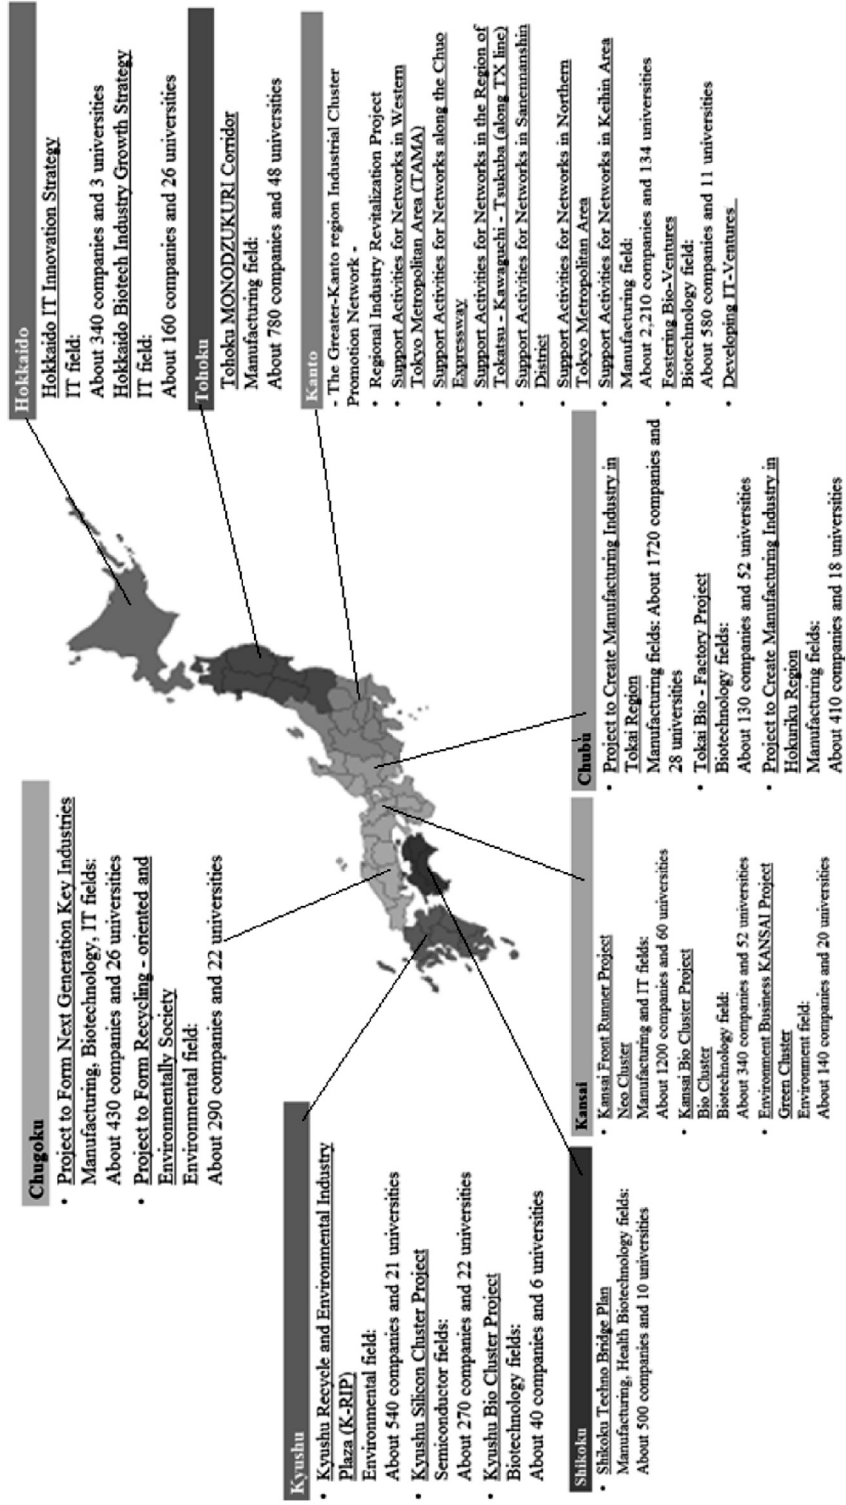 Chugoku
• Project to Form Next Generation Key Industries
Manufacturing, Biotechnology, IT fields:
About 430 companies and 26 universities
• Project to Form Recycling - oriented and
Environmentally Society
Environmental field:
About 290 companies and 22 universities
Hokkaido
Hokkaido IT Innovation Strategy
IT field:
About 340 companies and 3 universities
Hokkaido Biotech Industry Growth Strategy
IT field:
About 160 companies and 26 universities
Tohoku
Tohoku MONODZUKURI Corridor
Manufacturing field:
About 780 companies and 48 universities
Kanto
- The Greater-Kanto region Industrial Cluster
Promotion Network -
• Regional Industry Revitalization Project
• Support Activities for Networks in Western
Tokyo Metropolitan Area (TAMA)
• Support Activities for Networks along the Chuo
Expressway
• Support Activities for Networks in the Region of
Tokatsu - Kawaguchi - Tsukuba (along TX line)
• Support Activities for Networks in Sanennanshin
District
• Support Activities for Networks in Northern
Tokyo Metropolitan Area
• Support Activities for Networks in Keihin Area
Manufacturing field:
About 2,210 companies and 134 universities
• Fostering Bio-Ventures
Biotechnology field:
About 580 companies and 11 universities
• Developing IT-Ventures
Kyushu
• Kyushu Recycle and Environmental Industry
Plaza (K-RIP)
Environmental field:
About 540 companies and 21 universities
• Kyushu Silicon Cluster Project
Semiconductor fields:
About 270 companies and 22 universities
• Kyushu Bio Cluster Project
Biotechnology fields:
About 40 companies and 6 universities
Shikoku
• Shikoku Techno Bridge Plan
Manufacturing, Health Biotechnology fields:
About 500 companies and 10 universities
Kansai
• Kansai Front Runner Project
Neo Cluster
Manufacturing and IT fields:
About 1200 companies and 60 universities
• Kansai Bio Cluster Project
Bio Cluster
Biotechnology field:
About 340 companies and 52 universities
• Environment Business KANSAI Project
Green Cluster
Environment field:
About 140 companies and 20 universities
Chubu
• Project to Create Manufacturing Industry in
Tokai Region
Manufacturing fields: About 1720 companies and
28 universities
• Tokai Bio - Factory Project
Biotechnology fields:
About 130 companies and 52 universities
• Project to Create Manufacturing Industry in
Hokuriku Region
Manufacturing fields:
About 410 companies and 18 universities